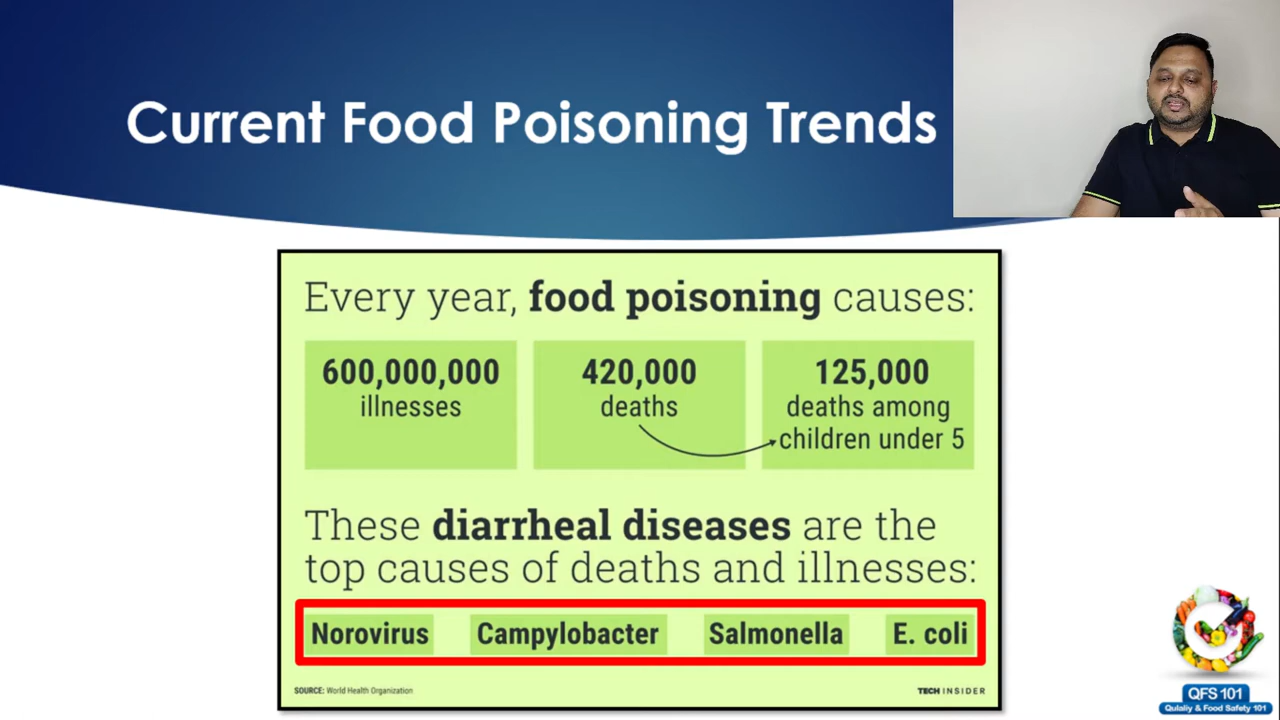 Current Food Poisoning Trends
Every year, food poisoning causes:
600,000,000
illnesses
420,000
deaths
125,000
deaths among
children under 5
These diarrheal diseases are the
top causes of deaths and illnesses:
Norovirus
Campylobacter
Salmonella
E. coli
SOURCE: World Health Organization
TECH INSIDER
QFS 101
Qulaliy & Food Safety 101